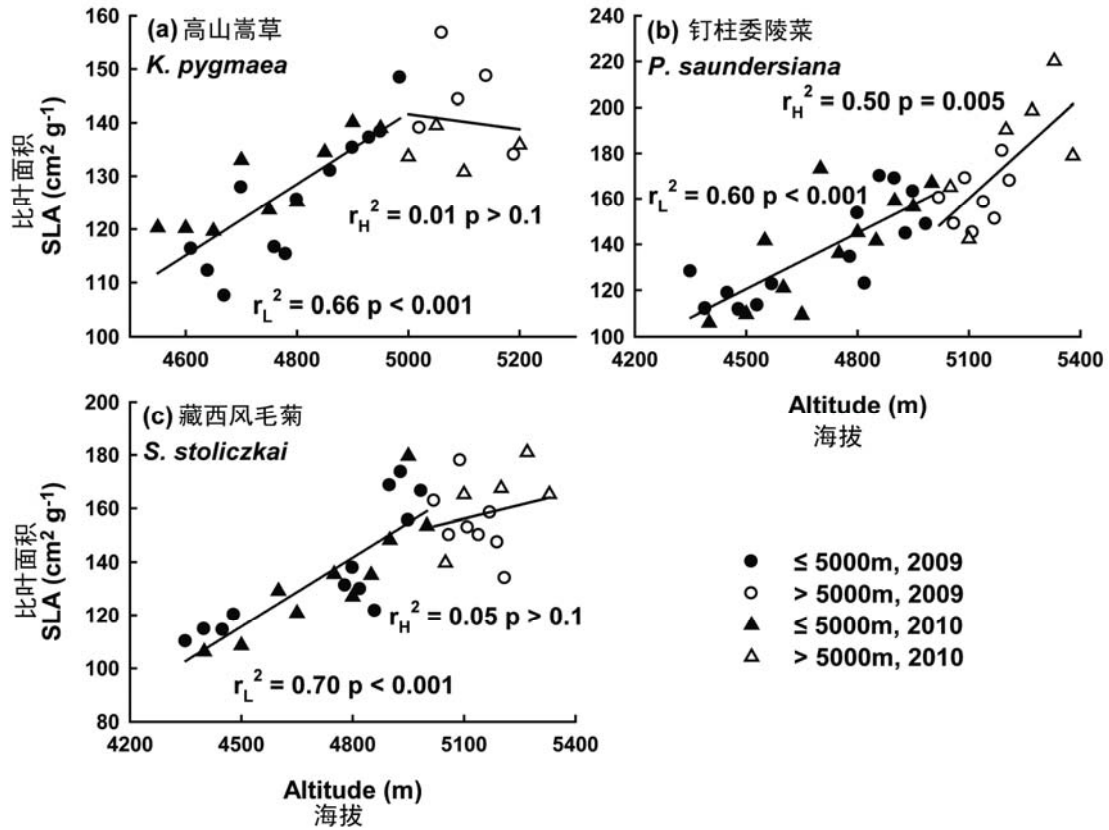 (a) 高山嵩草
K. pygmaea
比叶面积
SLA (cm² g⁻¹)
160
150
140
130
120
110
100
4600
4800
5000
5200
r_H² = 0.01 p > 0.1
r_L² = 0.66 p < 0.001
(b) 钉柱委陵菜
P. saundersiana
240
220
200
180
160
140
120
100
4200
4500
4800
5100
5400
r_H² = 0.50 p = 0.005
r_L² = 0.60 p < 0.001
Altitude (m)
海拔
(c) 藏西风毛菊
S. stoliczkai
比叶面积
SLA (cm² g⁻¹)
200
180
160
140
120
100
80
4200
4500
4800
5100
5400
r_H² = 0.05 p > 0.1
r_L² = 0.70 p < 0.001
Altitude (m)
海拔
≤ 5000m, 2009
> 5000m, 2009
≤ 5000m, 2010
> 5000m, 2010